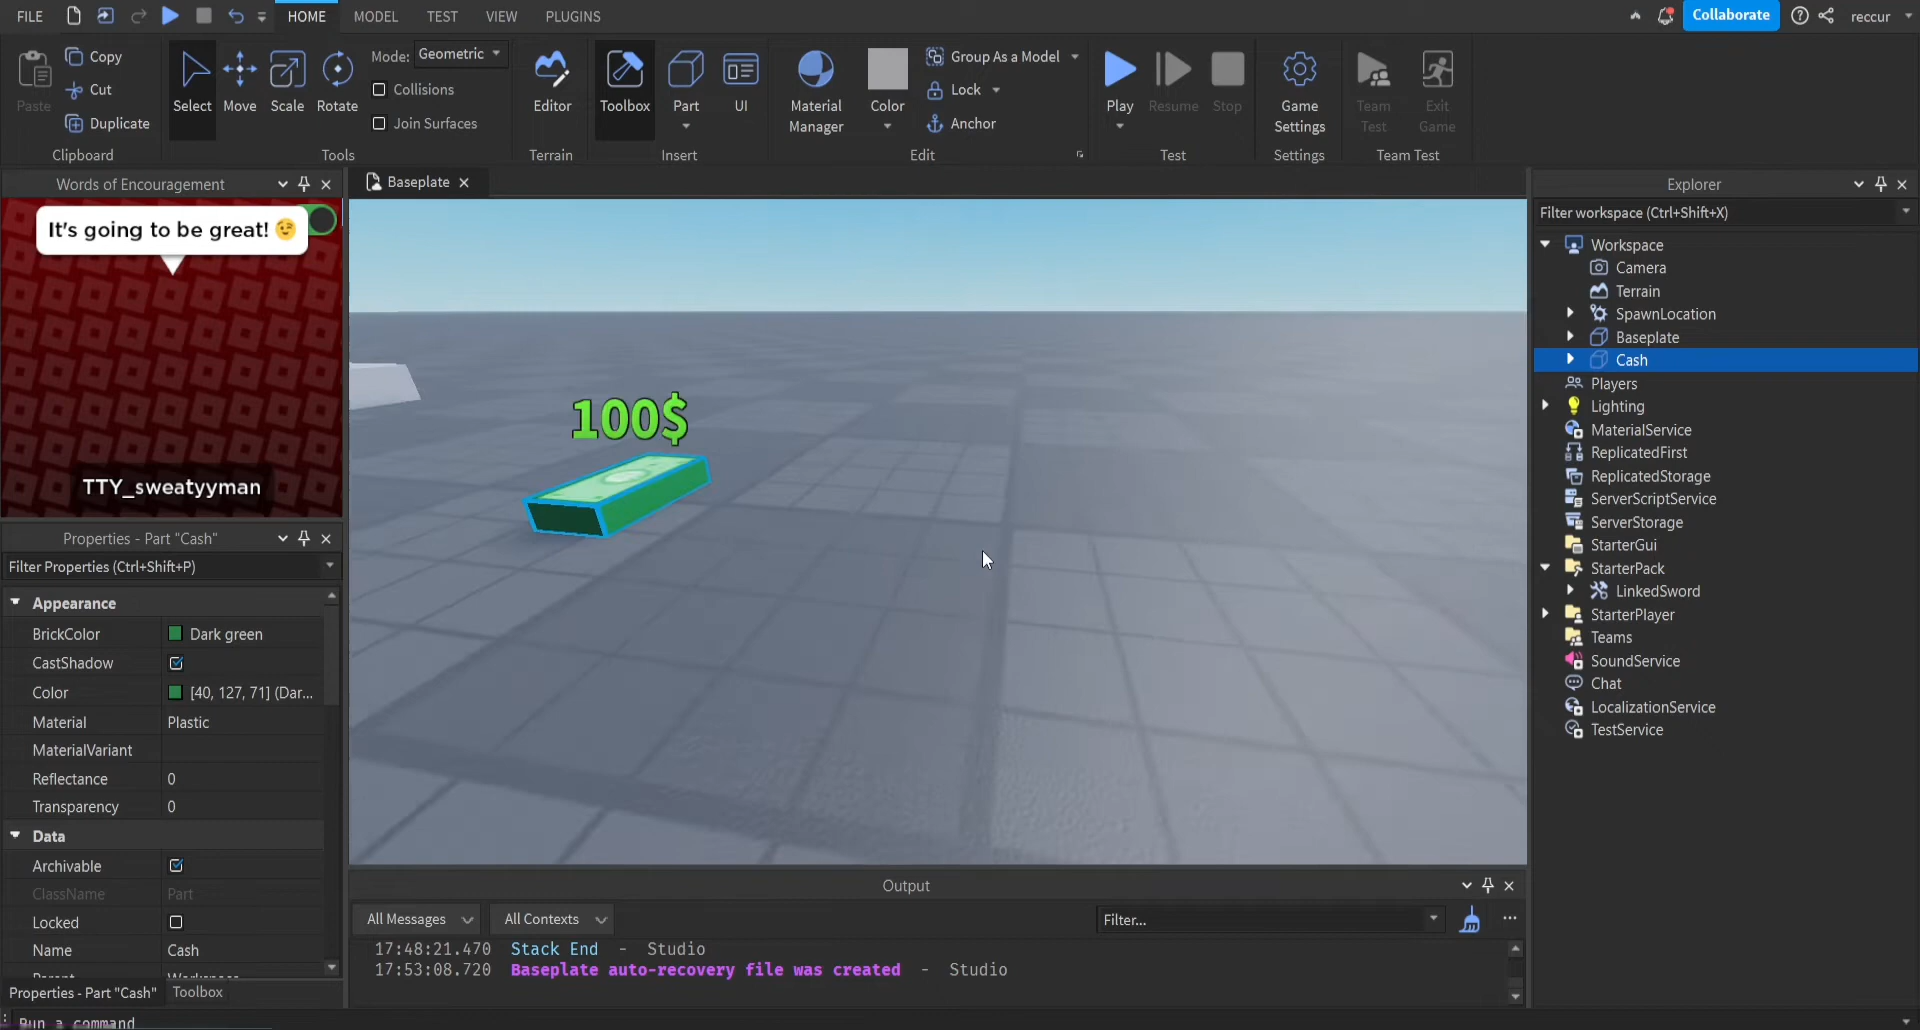 FILE
HOME
MODEL
TEST
VIEW
PLUGINS
Collaborate
reccur
Paste
Copy
Cut
Duplicate
Clipboard
Select
Move
Scale
Rotate
Mode:
Geometric
Collisions
Join Surfaces
Tools
Editor
Terrain
Toolbox
Part
UI
Insert
Material
Manager
Color
Group As a Model
Lock
Anchor
Edit
Play
Resume
Stop
Test
Game
Settings
Settings
Team
Test
Exit
Game
Team Test
Words of Encouragement
It's going to be great! 😉
TTY_sweatyyman
Properties - Part "Cash"
Filter Properties (Ctrl+Shift+P)
Appearance
BrickColor Dark green
CastShadow
Color [40, 127, 71] (Dar...
Material Plastic
MaterialVariant
Reflectance 0
Transparency 0
Data
Archivable
ClassName Part
Locked
Name Cash
Parent Workspace
Properties - Part "Cash"
Toolbox
Run a command
Baseplate
100$
Output
All Messages
All Contexts
Filter...
17:48:21.470 Stack End - Studio
17:53:08.720 Baseplate auto-recovery file was created - Studio
Explorer
Filter workspace (Ctrl+Shift+X)
Workspace
Camera
Terrain
SpawnLocation
Baseplate
Cash
Players
Lighting
MaterialService
ReplicatedFirst
ReplicatedStorage
ServerScriptService
ServerStorage
StarterGui
StarterPack
LinkedSword
StarterPlayer
Teams
SoundService
Chat
LocalizationService
TestService